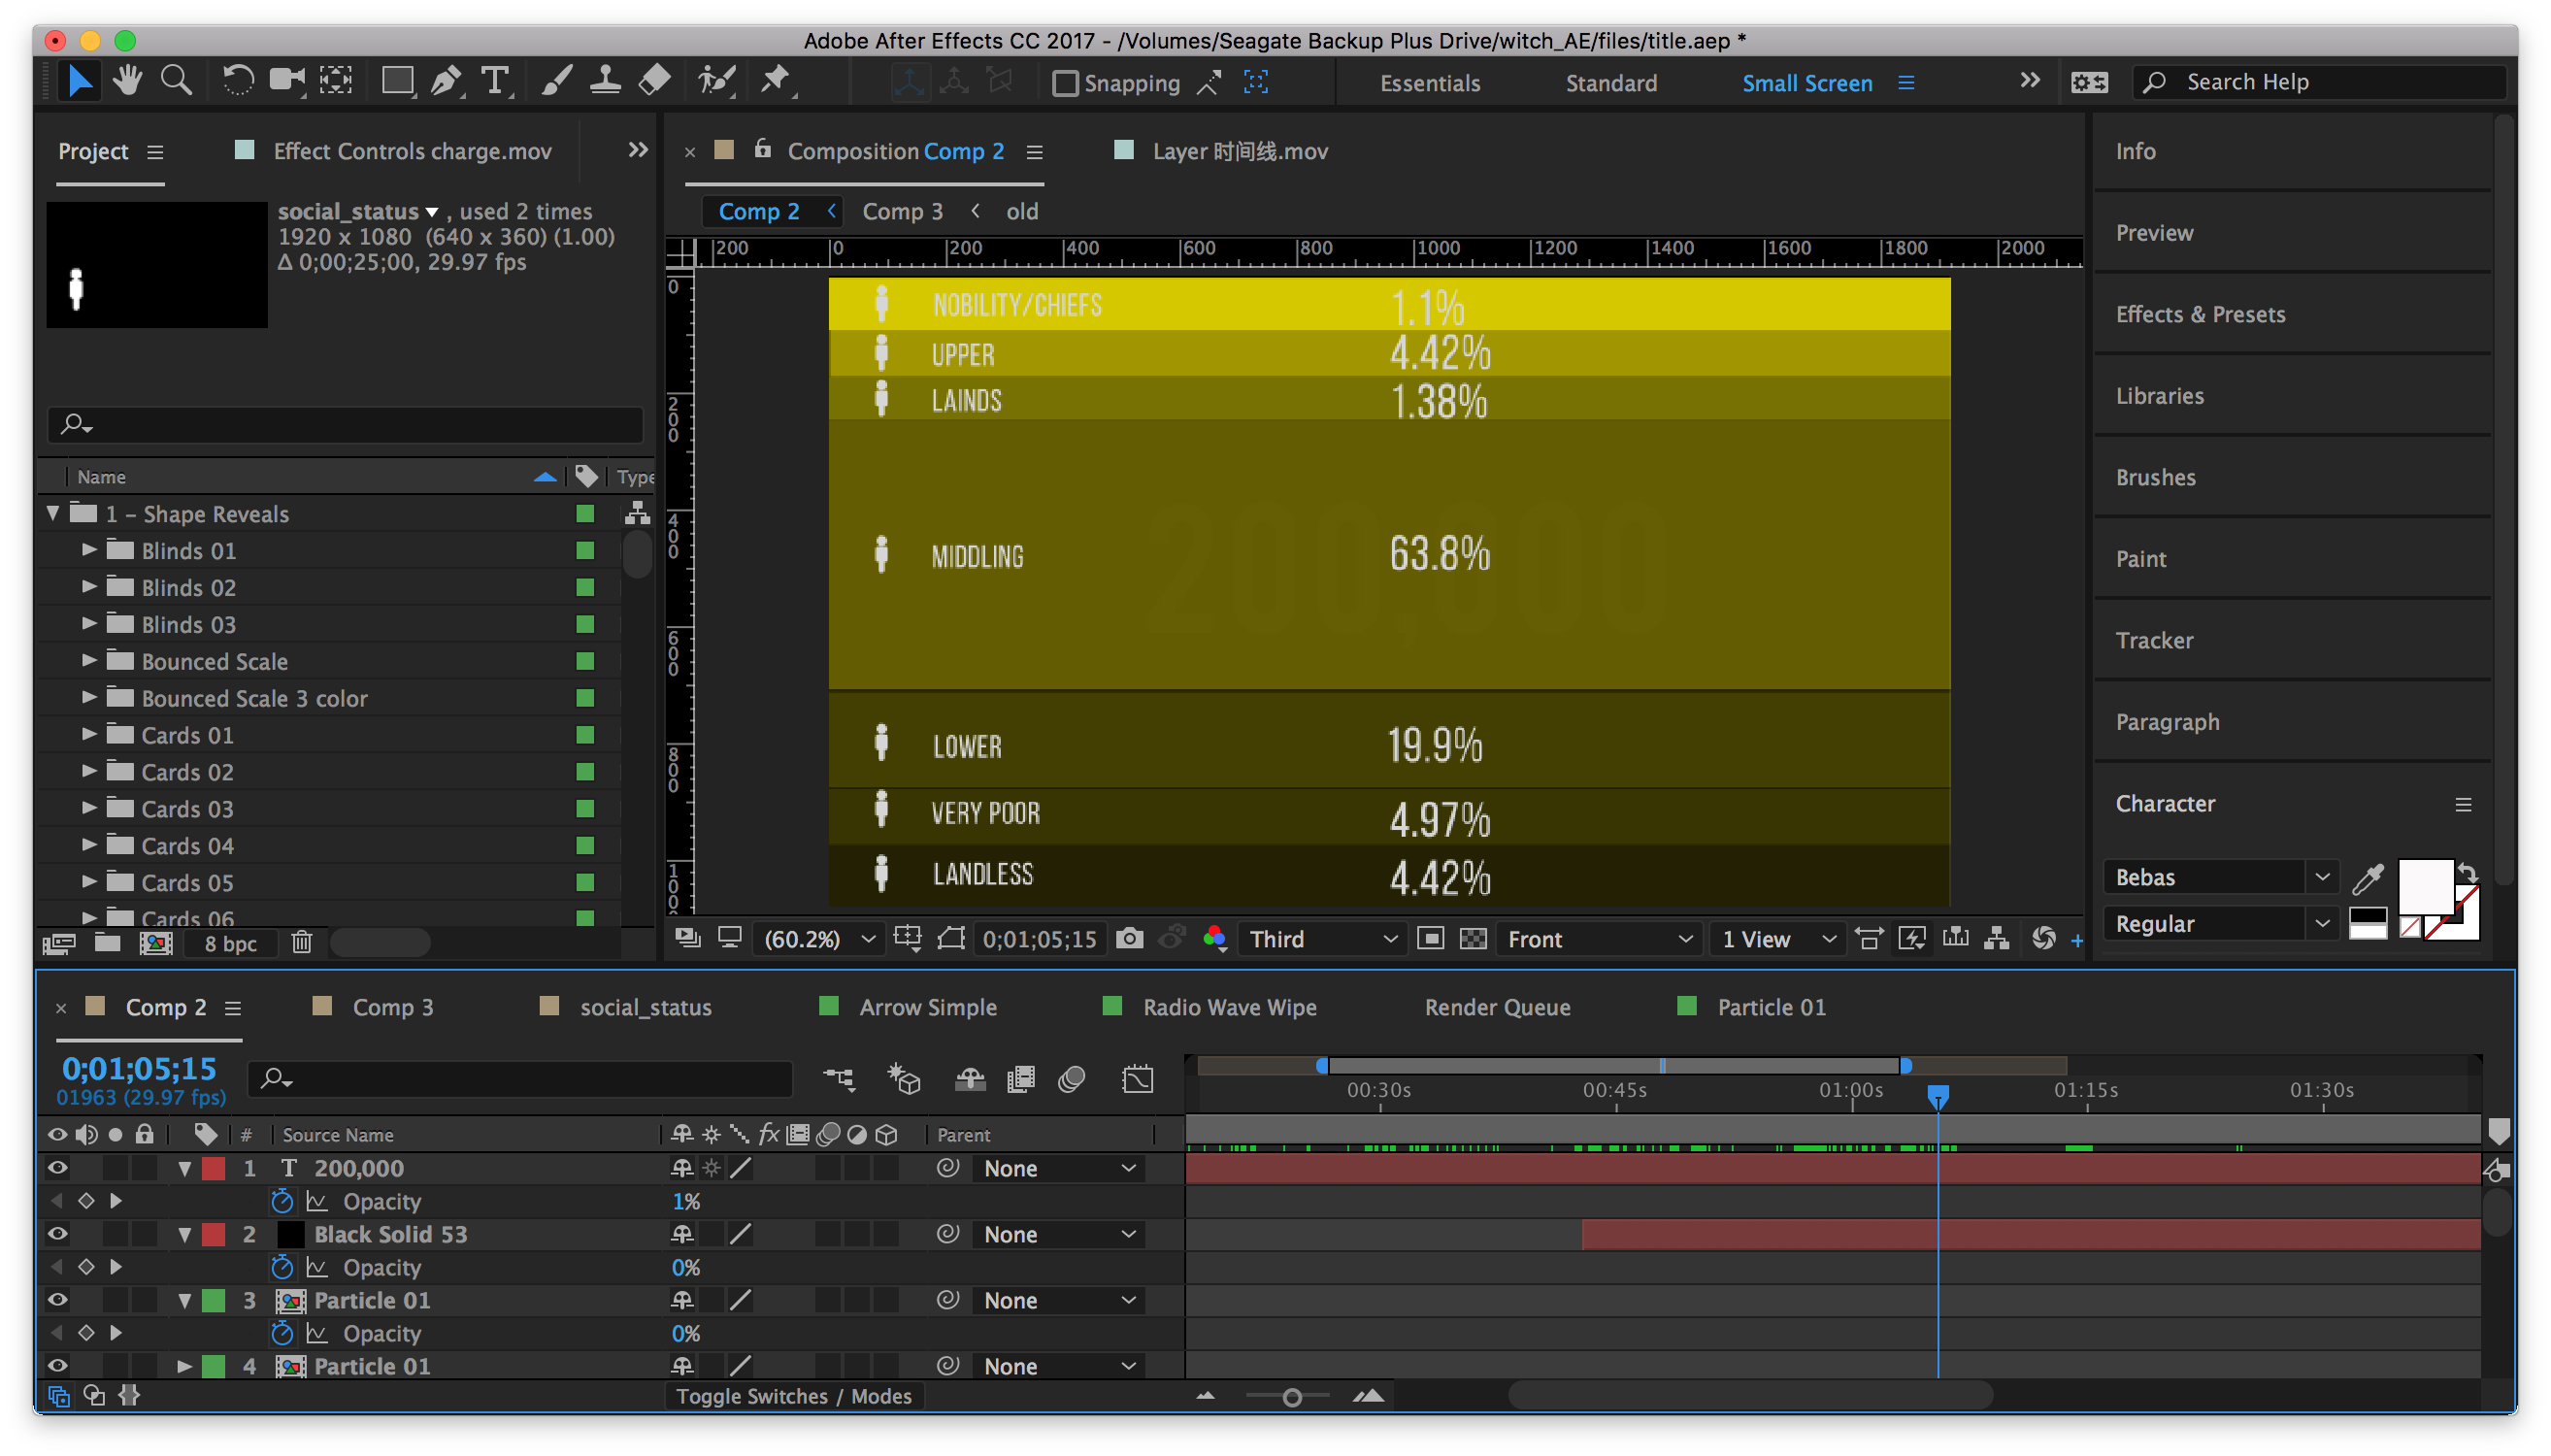 Adobe After Effects CC 2017 - /Volumes/Seagate Backup Plus Drive/witch_AE/files/title.aep *
Snapping
Essentials
Standard
Small Screen
Search Help
Project
Effect Controls charge.mov
social_status , used 2 times
1920 x 1080 (640 x 360) (1.00)
Δ 0;00;25;00, 29.97 fps
Name
Type
1 – Shape Reveals
Blinds 01
Blinds 02
Blinds 03
Bounced Scale
Bounced Scale 3 color
Cards 01
Cards 02
Cards 03
Cards 04
Cards 05
Cards 06
8 bpc
Composition Comp 2
Layer 时间线.mov
Comp 2 Comp 3 old
200 0 200 400 600 800 1000 1200 1400 1600 1800 2000
0
200
400
600
800
100
NOBILITY/CHIEFS 1.1%
UPPER 4.42%
LAINDS 1.38%
200,000
MIDDLING 63.8%
LOWER 19.9%
VERY POOR 4.97%
LANDLESS 4.42%
(60.2%)
0;01;05;15
Third
Front
1 View
Info
Preview
Effects & Presets
Libraries
Brushes
Paint
Tracker
Paragraph
Character
Bebas
Regular
Comp 2
Comp 3
social_status
Arrow Simple
Radio Wave Wipe
Render Queue
Particle 01
0;01;05;15
01963 (29.97 fps)
00:30s 00:45s 01:00s 01:15s 01:30s
# Source Name
fx
Parent
1 T 200,000 None
Opacity 1%
2 Black Solid 53 None
Opacity 0%
3 Particle 01 None
Opacity 0%
4 Particle 01 None
Toggle Switches / Modes